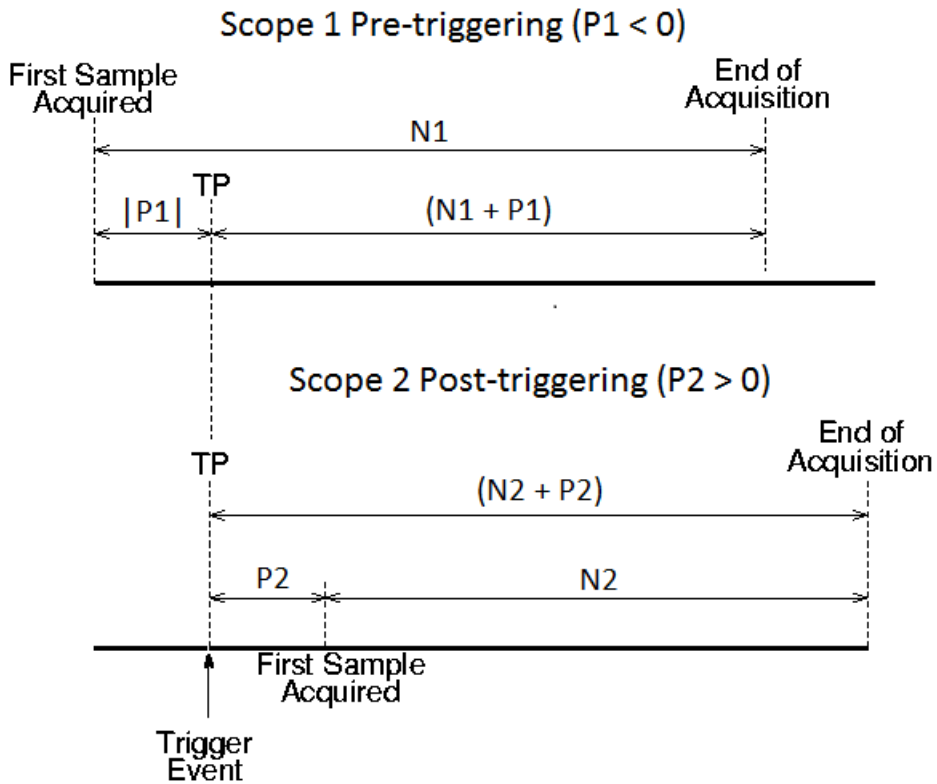 Scope 1 Pre-triggering (P1 < 0)
First Sample
Acquired
End of
Acquisition
N1
TP
|P1|
(N1 + P1)
Scope 2 Post-triggering (P2 > 0)
TP
End of
Acquisition
(N2 + P2)
P2
N2
First Sample
Acquired
Trigger
Event